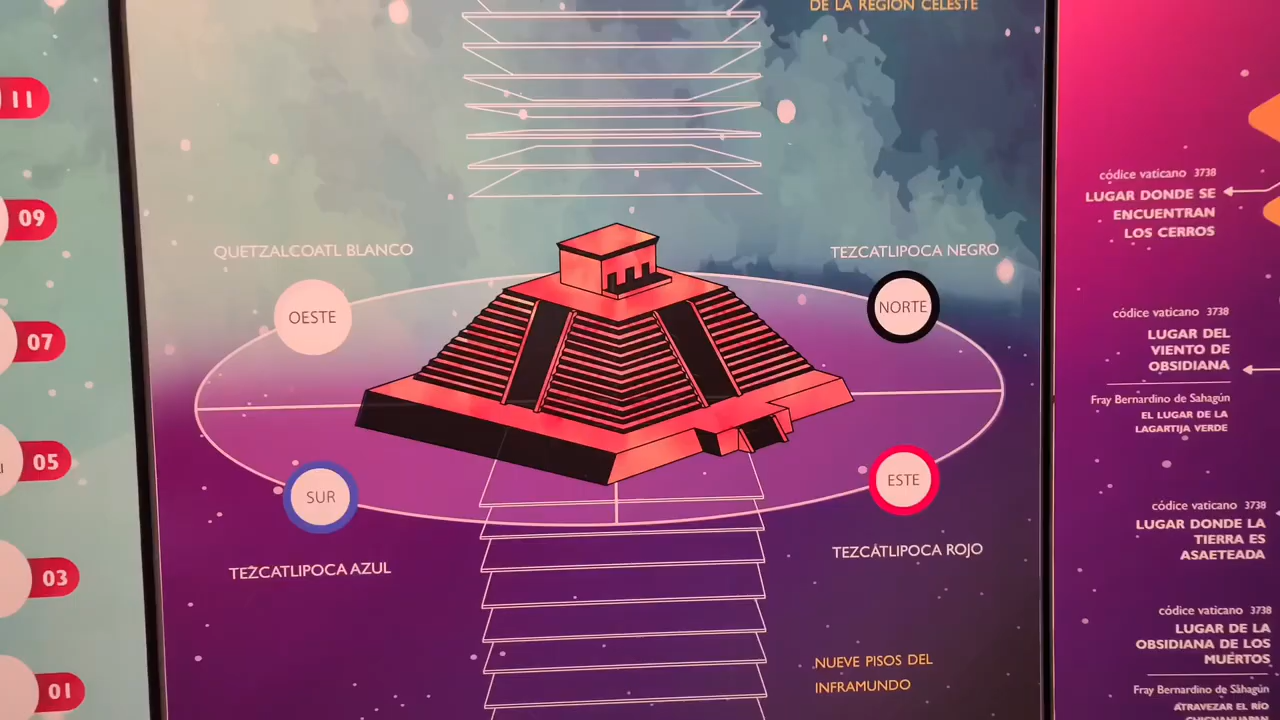 DE LA REGIÓN CELESTE
11
09
07
05
03
01
QUETZALCOATL BLANCO
OESTE
TEZCATLIPOCA NEGRO
NORTE
SUR
TEZCATLIPOCA AZUL
ESTE
TEZCATLIPOCA ROJO
NUEVE PISOS DEL
INFRAMUNDO
códice vaticano 3738
LUGAR DONDE SE
ENCUENTRAN
LOS CERROS
códice vaticano 3738
LUGAR DEL
VIENTO DE
OBSIDIANA
Fray Bernardino de Sahagún
EL LUGAR DE LA
LAGARTIJA VERDE
códice vaticano 3738
LUGAR DONDE LA
TIERRA ES
ASAETEADA
códice vaticano 3738
LUGAR DE LA
OBSIDIANA DE LOS
MUERTOS
Fray Bernardino de Sahagún
ATRAVEZAR EL RÍO